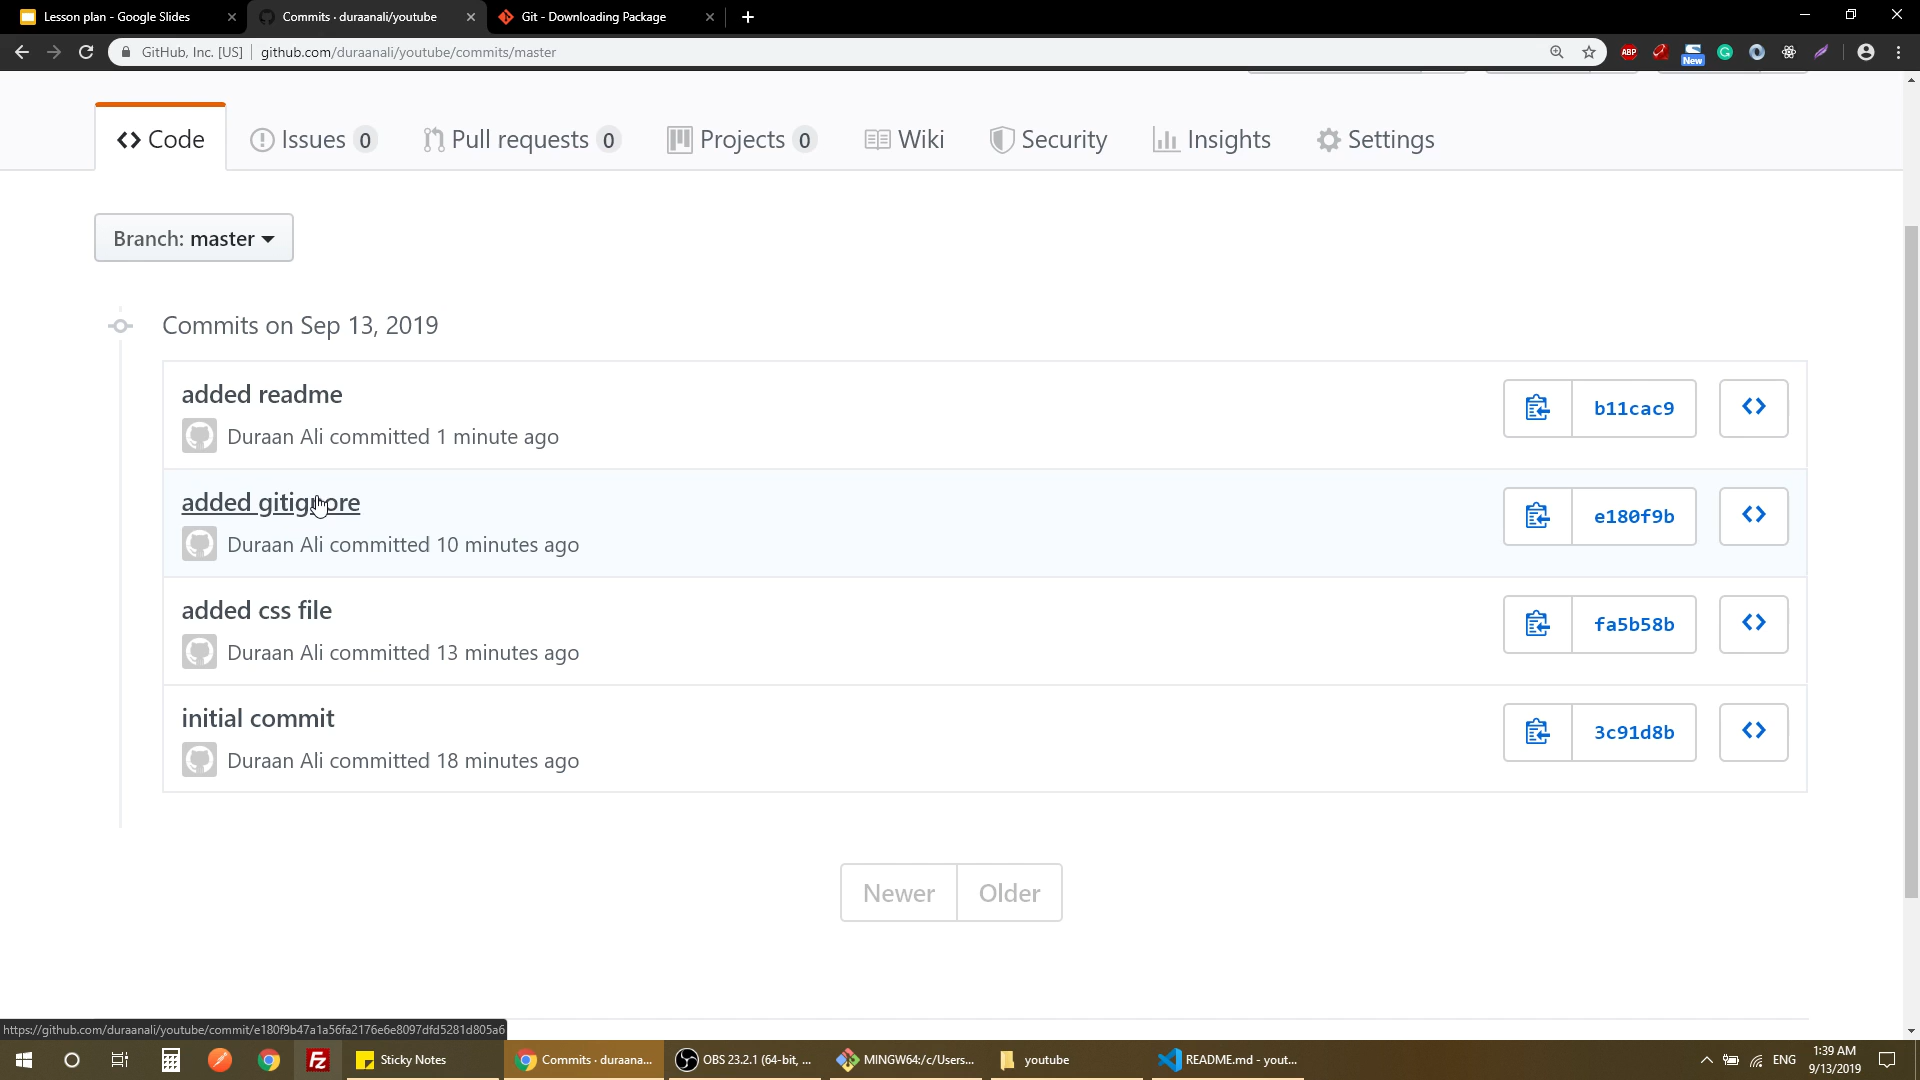 Lesson plan - Google Slides
Commits · duraanali/youtube
Git - Downloading Package
GitHub, Inc. [US] github.com/duraanali/youtube/commits/master
ABP
New
Code
Issues 0
Pull requests 0
Projects 0
Wiki
Security
Insights
Settings
Branch: master
Commits on Sep 13, 2019
added readme
Duraan Ali committed 1 minute ago
b11cac9
added gitignore
Duraan Ali committed 10 minutes ago
e180f9b
added css file
Duraan Ali committed 13 minutes ago
fa5b58b
initial commit
Duraan Ali committed 18 minutes ago
3c91d8b
Newer Older
https://github.com/duraanali/youtube/commit/e180f9b47a1a56fa2176e6e8097dfd5281d805a6
Fz
Sticky Notes
Commits · duraana...
OBS 23.2.1 (64-bit, ...
MINGW64:/c/Users...
youtube
README.md - yout...
ENG
1:39 AM
9/13/2019